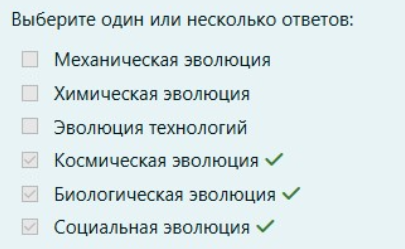 Выберите один или несколько ответов:
Механическая эволюция
Химическая эволюция
Эволюция технологий
Космическая эволюция
Биологическая эволюция
Социальная эволюция